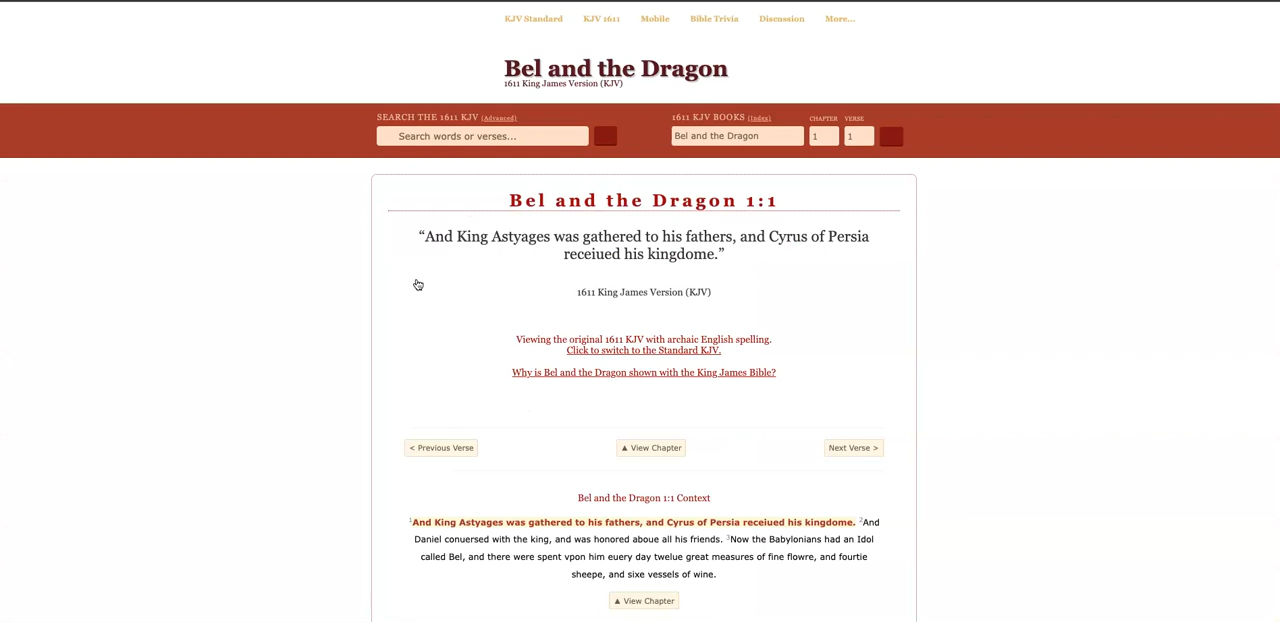 KJV Standard KJV 1611 Mobile Bible Trivia Discussion More...
Bel and the Dragon
1611 King James Version (KJV)
SEARCH THE 1611 KJV (Advanced) 1611 KJV BOOKS (Index) CHAPTER VERSE
Search words or verses... Bel and the Dragon 1 1
Bel and the Dragon 1:1
“And King Astyages was gathered to his fathers, and Cyrus of Persia
receiued his kingdome.”
1611 King James Version (KJV)
Viewing the original 1611 KJV with archaic English spelling.
Click to switch to the Standard KJV.
Why is Bel and the Dragon shown with the King James Bible?
< Previous Verse ▲ View Chapter Next Verse >
Bel and the Dragon 1:1 Context
1And King Astyages was gathered to his fathers, and Cyrus of Persia receiued his kingdome. 2And
Daniel conuersed with the king, and was honored aboue all his friends. 3Now the Babylonians had an Idol
called Bel, and there were spent vpon him euery day twelue great measures of fine flowre, and fourtie
sheepe, and sixe vessels of wine.
▲ View Chapter